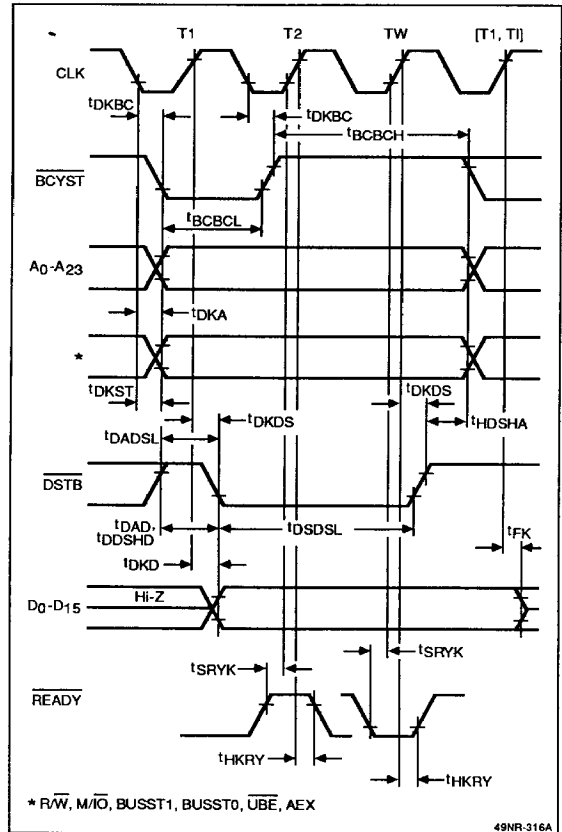 T1 T2 TW [T1, TI]
CLK
tDKBC tDKBC
tBCBCH
BCYST
tBCBCL
A0-A23
tDKA
*
tDKDS
tDKST
tDKDS tHDSHA
tDADSL
DSTB
tDAD,
tDDSHD
tDSDSL
tFK
tDKD
Hi-Z
D0-D15
tSRYK
tSRYK
READY
tHKRY
tHKRY
* R/W, M/IO, BUSST1, BUSST0, UBE, AEX
49NR-316A